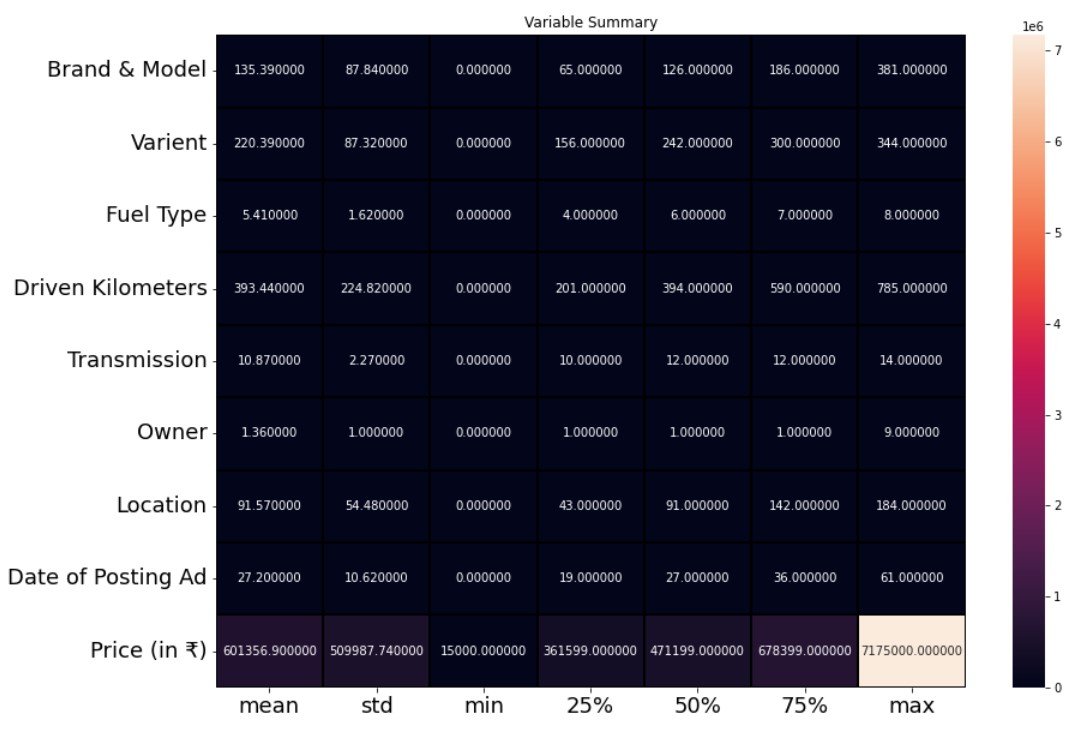 Variable Summary
1e6
Brand & Model 135.390000 87.840000 0.000000 65.000000 126.000000 186.000000 381.000000
7
Varient 220.390000 87.320000 0.000000 156.000000 242.000000 300.000000 344.000000
6
Fuel Type 5.410000 1.620000 0.000000 4.000000 6.000000 7.000000 8.000000
5
Driven Kilometers 393.440000 224.820000 0.000000 201.000000 394.000000 590.000000 785.000000
4
Transmission 10.870000 2.270000 0.000000 10.000000 12.000000 12.000000 14.000000
3
Owner 1.360000 1.000000 0.000000 1.000000 1.000000 1.000000 9.000000
Location 91.570000 54.480000 0.000000 43.000000 91.000000 142.000000 184.000000
2
Date of Posting Ad 27.200000 10.620000 0.000000 19.000000 27.000000 36.000000 61.000000
1
Price (in ₹) 601356.900000 509987.740000 15000.000000 361599.000000 471199.000000 678399.000000 7175000.000000
0
mean std min 25% 50% 75% max